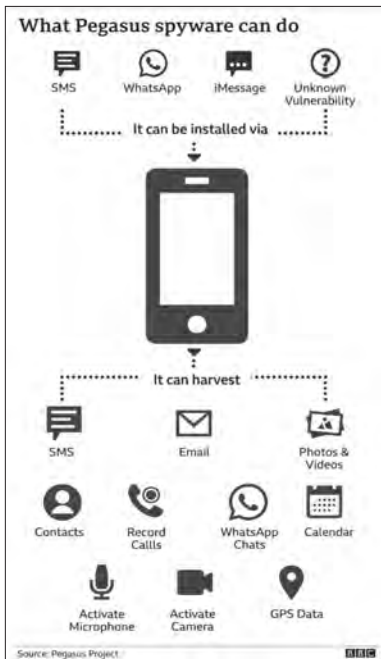 What Pegasus spyware can do
SMS WhatsApp iMessage Unknown
Vulnerability
It can be installed via
It can harvest
SMS Email Photos &
Videos
Contacts Record WhatsApp Calendar
Callls Chats
Activate Activate GPS Data
Microphone Camera
Source: Pegasus Project
BBC